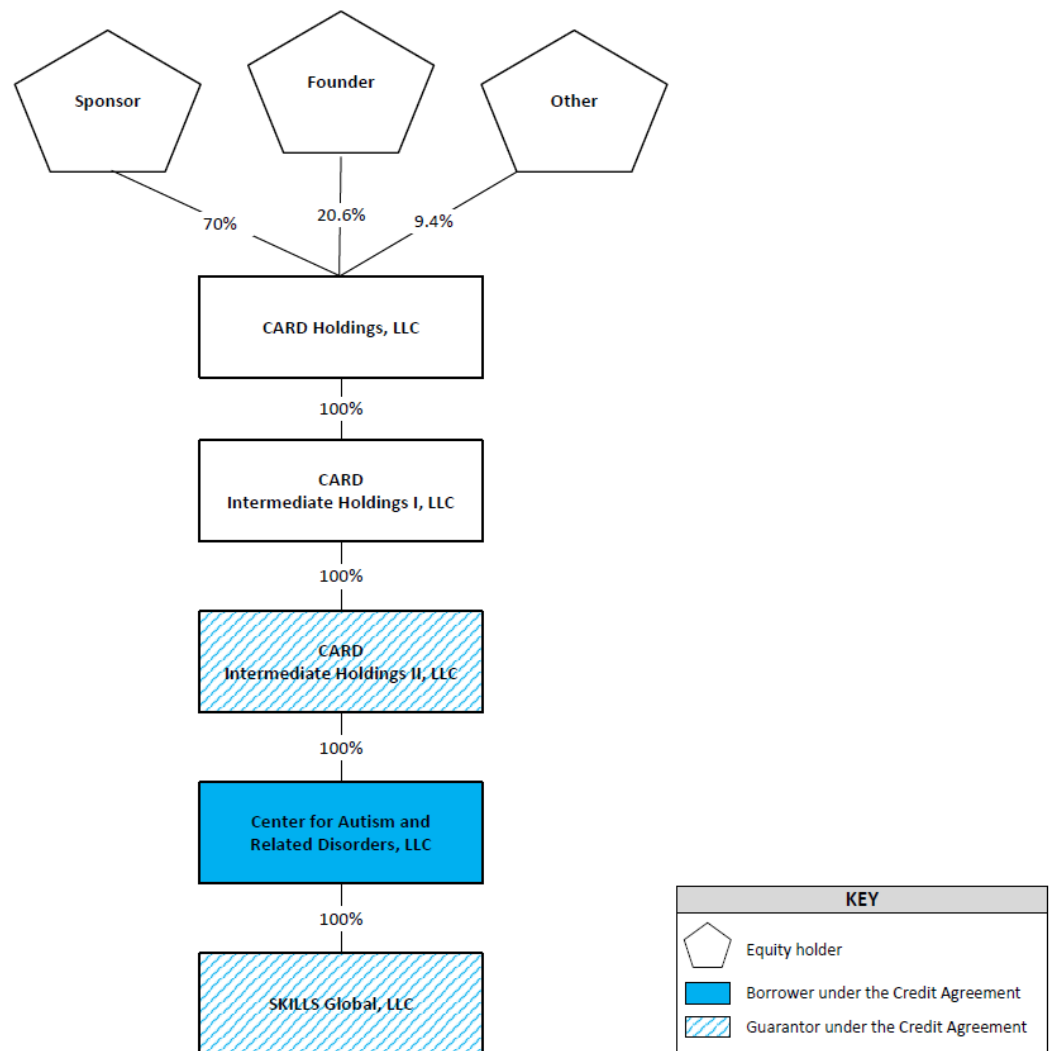 Sponsor
Founder
Other
70%
20.6%
9.4%
CARD Holdings, LLC
100%
CARD
Intermediate Holdings I, LLC
100%
CARD
Intermediate Holdings II, LLC
100%
Center for Autism and
Related Disorders, LLC
100%
SKILLS Global, LLC
KEY
Equity holder
Borrower under the Credit Agreement
Guarantor under the Credit Agreement